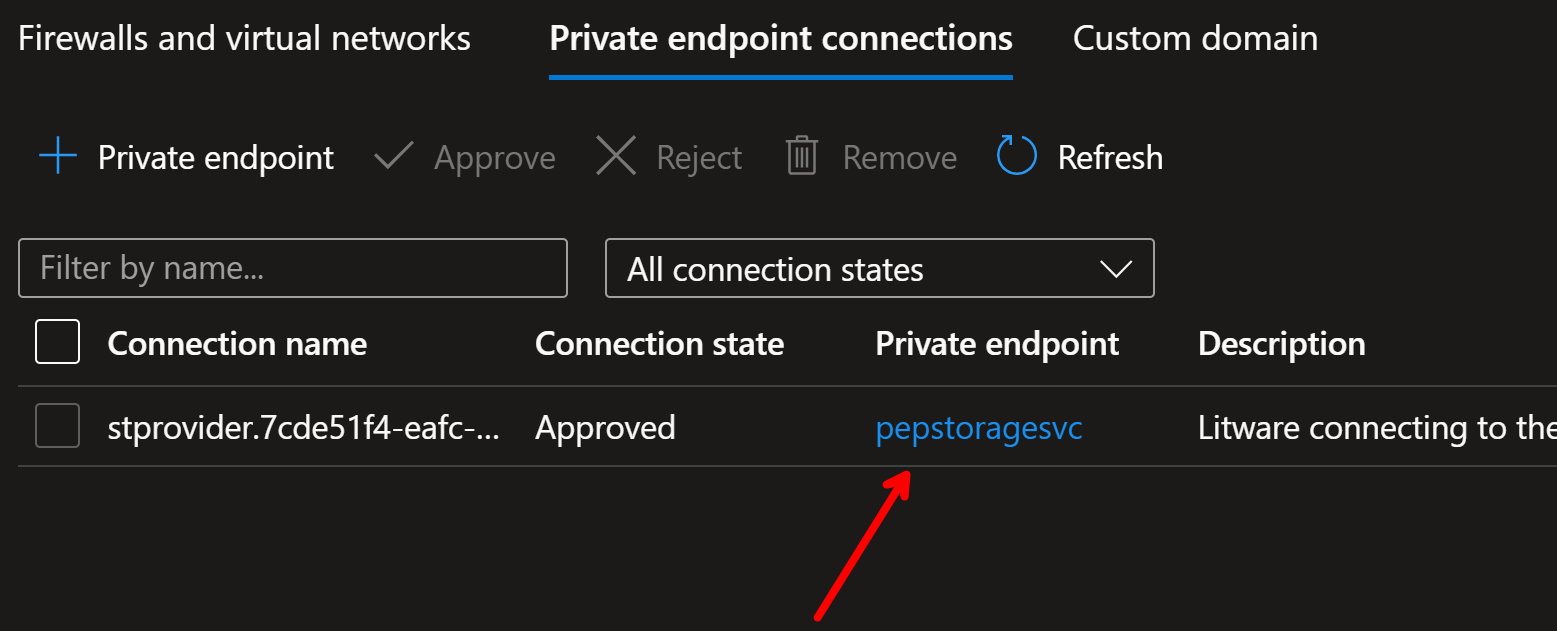 Firewalls and virtual networks Private endpoint connections Custom domain
Private endpoint Approve Reject Remove Refresh
Filter by name... All connection states
Connection name Connection state Private endpoint Description
stprovider.7cde51f4-eafc-... Approved pepstoragesvc Litware connecting to the